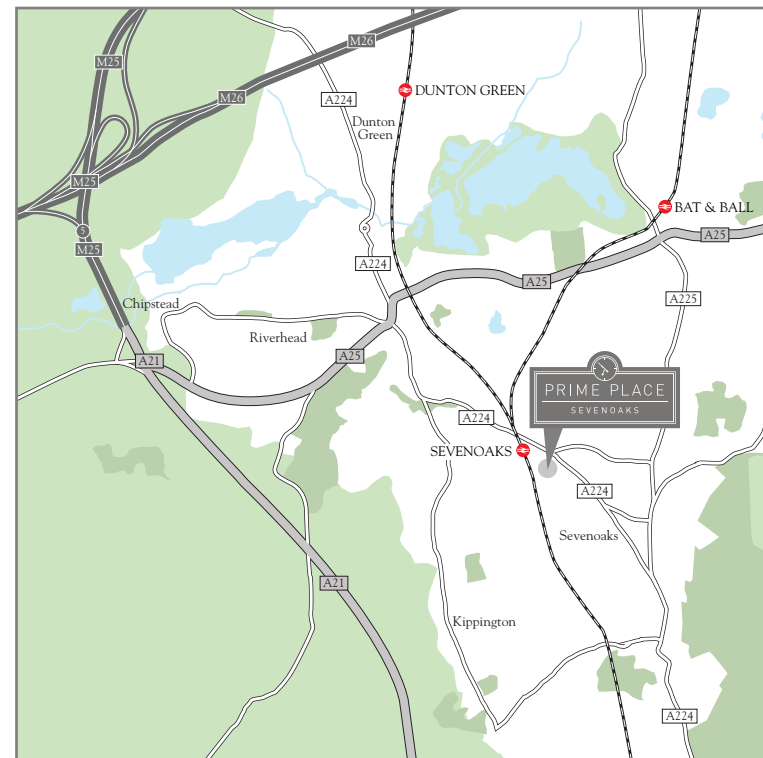 M26
M25
M26
A224
DUNTON GREEN
Dunton
Green
M25
BAT & BALL
5
M25
A25
A224
A25
A225
Chipstead
Riverhead
A21
A25
PRIME PLACE
SEVENOAKS
A224
SEVENOAKS
A224
Sevenoaks
A21
Kippington
A224